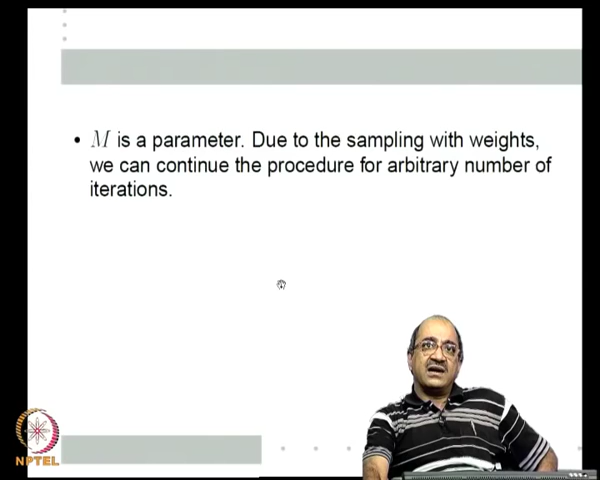 • M is a parameter. Due to the sampling with weights,
we can continue the procedure for arbitrary number of
iterations.
NPTEL